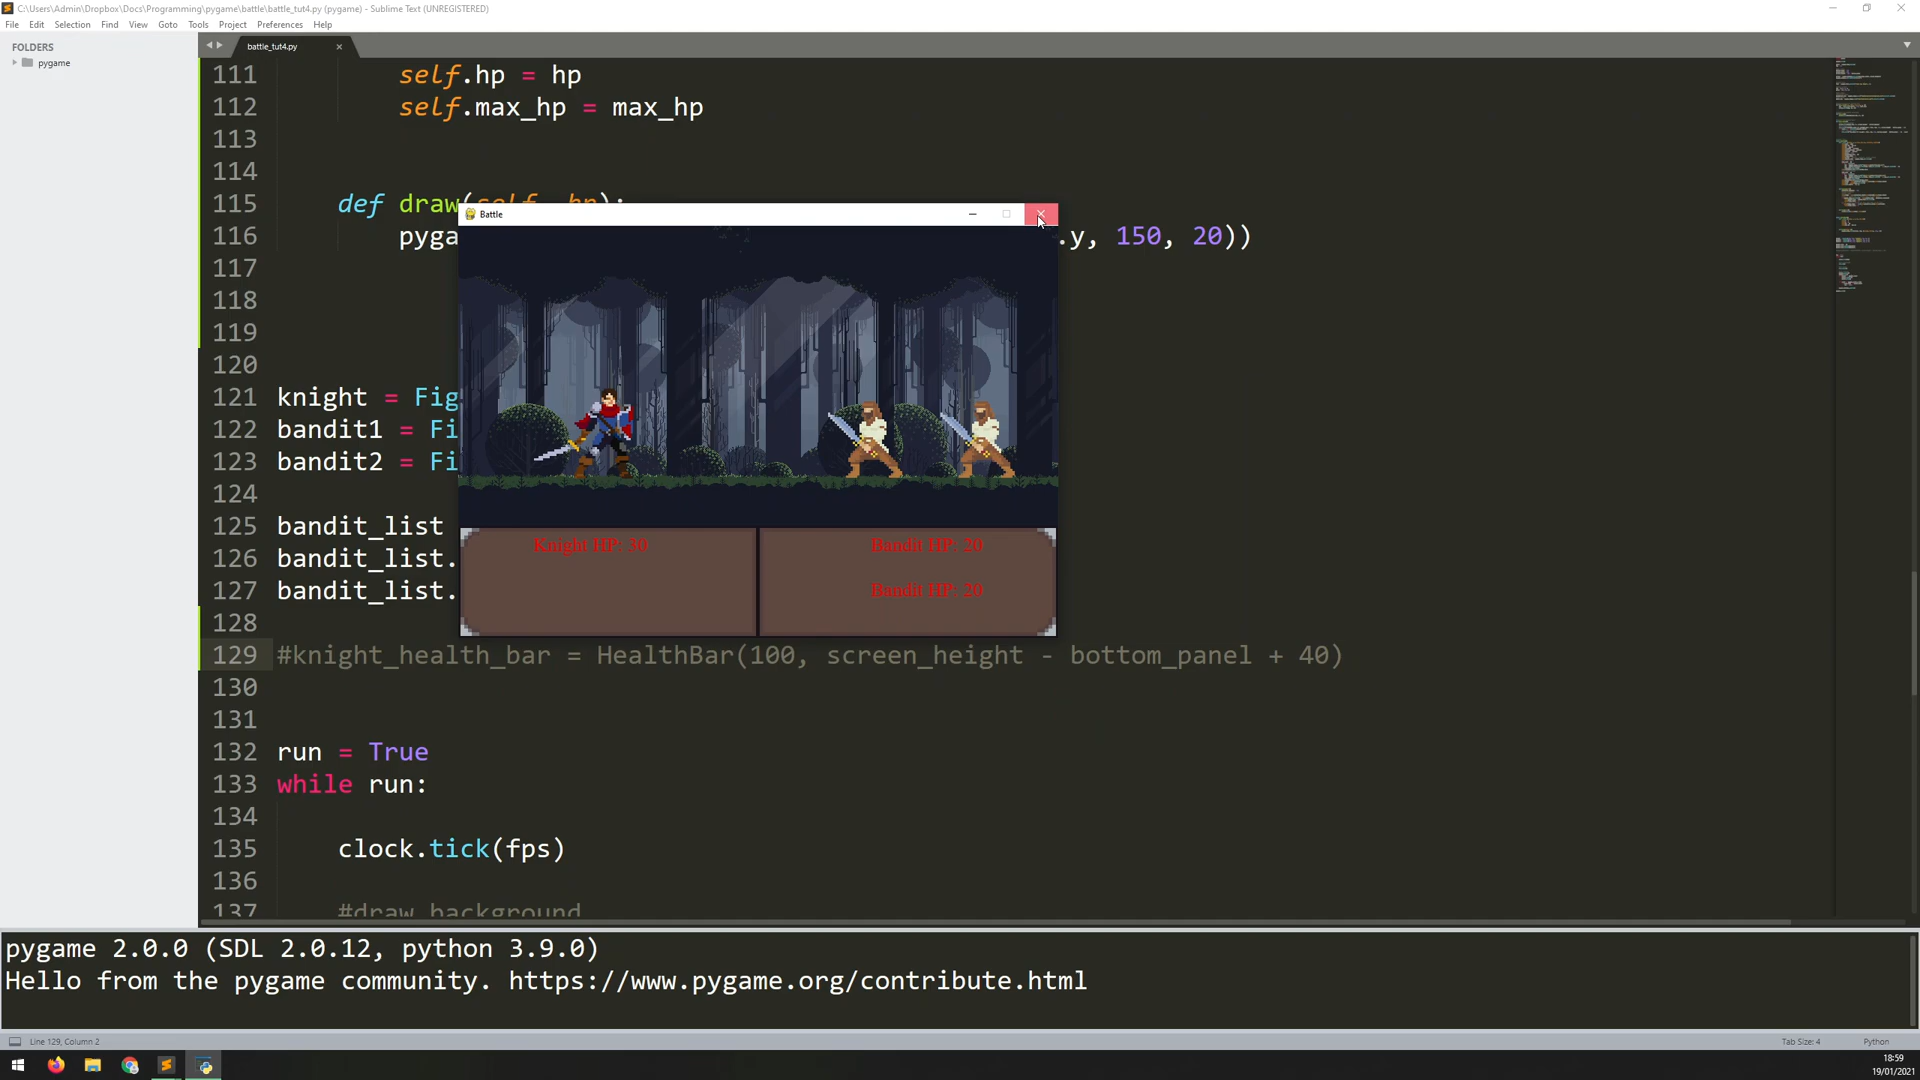 C:\Users\Admin\Dropbox\Docs\Programming\pygame\battle\battle_tut4.py (pygame) - Sublime Text (UNREGISTERED)
File Edit Selection Find View Goto Tools Project Preferences Help
FOLDERS
pygame
battle_tut4.py
111 self.hp = hp
112 self.max_hp = max_hp
113
114
115 def draw(self, hp):
116 pyga .y, 150, 20))
117
118
119
120
121 knight = Fig
122 bandit1 = Fi
123 bandit2 = Fi
124
125 bandit_list
126 bandit_list.
127 bandit_list.
128
129 #knight_health_bar = HealthBar(100, screen_height - bottom_panel + 40)
130
131
132 run = True
133 while run:
134
135 clock.tick(fps)
136
137 #draw background
Battle
Knight HP: 30
Bandit HP: 20
Bandit HP: 20
pygame 2.0.0 (SDL 2.0.12, python 3.9.0)
Hello from the pygame community. https://www.pygame.org/contribute.html
Line 129, Column 2
Tab Size: 4
Python
18:59
19/01/2021